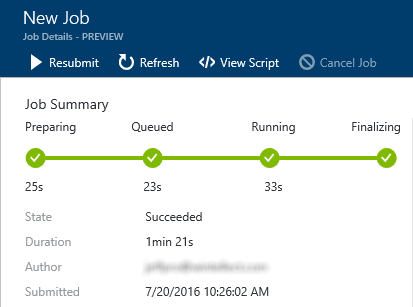 New Job
Job Details - PREVIEW
Resubmit Refresh View Script Cancel Job
Job Summary
Preparing Queued Running Finalizing
25s 23s 33s
State Succeeded
Duration 1min 21s
Author
Submitted 7/20/2016 10:26:02 AM